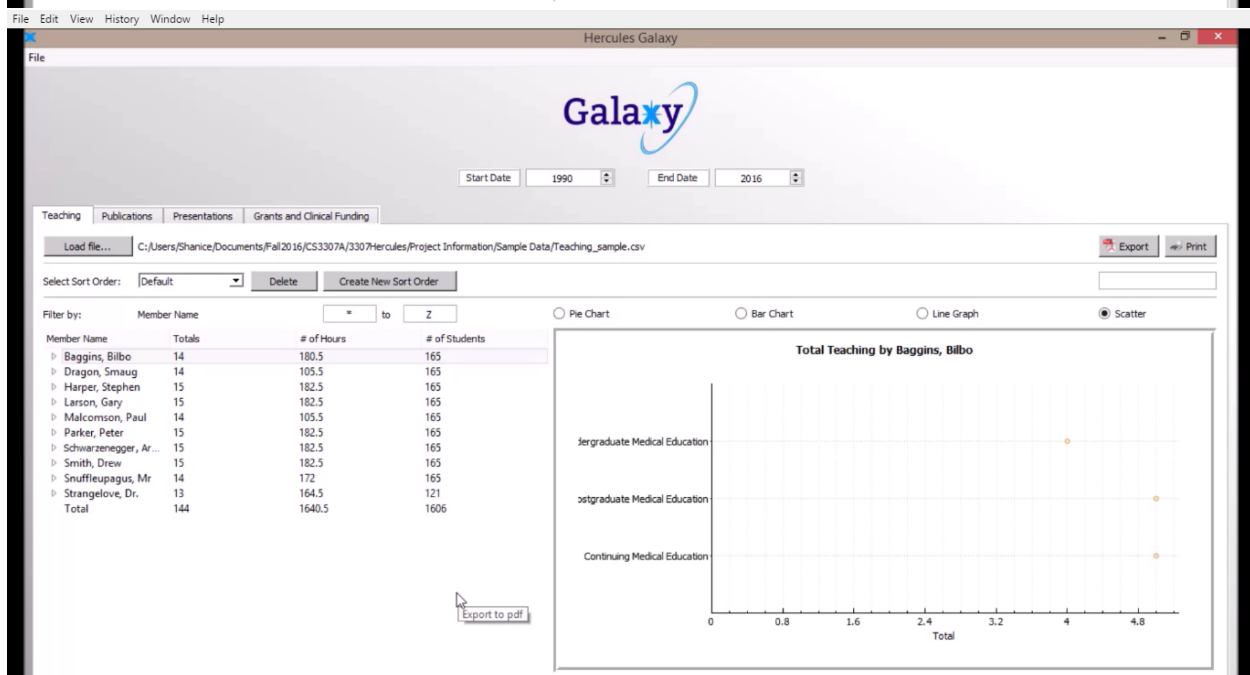 File Edit View History Window Help
Hercules Galaxy
File
Galaxy
Start Date 1990 End Date 2016
Teaching Publications Presentations Grants and Clinical Funding
Load file... C:/Users/Shanice/Documents/Fall2016/CS3307A/3307Hercules/Project Information/Sample Data/Teaching_sample.csv Export Print
Select Sort Order: Default Delete Create New Sort Order
Filter by: Member Name * to Z Pie Chart Bar Chart Line Graph Scatter
Member Name Totals # of Hours # of Students
Baggins, Bilbo 14 180.5 165
Dragon, Smaug 14 105.5 165
Harper, Stephen 15 182.5 165
Larson, Gary 15 182.5 165
Malcomson, Paul 14 105.5 165
Parker, Peter 15 182.5 165
Schwarzenegger, Ar... 15 182.5 165
Smith, Drew 15 182.5 165
Snuffleupagus, Mr 14 172 165
Strangelove, Dr. 13 164.5 121
Total 144 1640.5 1606
Export to pdf
Total Teaching by Baggins, Bilbo
dergraduate Medical Education
ostgraduate Medical Education
Continuing Medical Education
0 0.8 1.6 2.4 3.2 4 4.8
Total